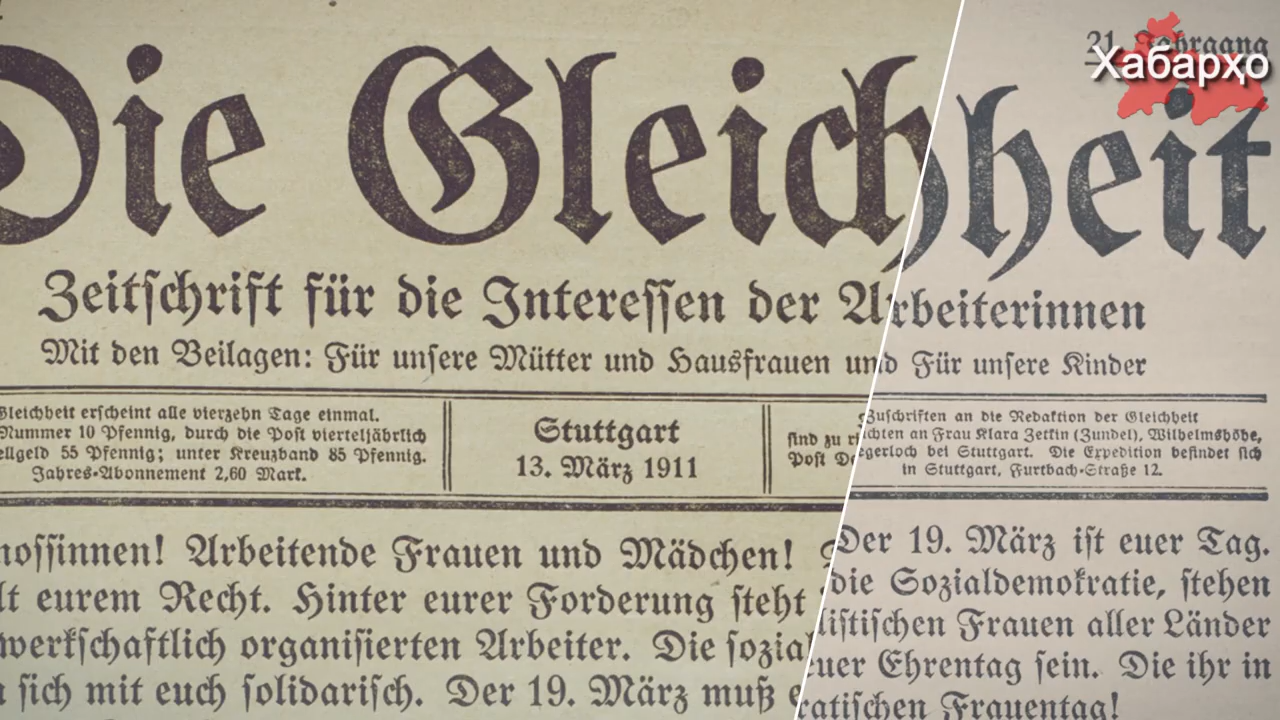 21. Jahrgang
Хабарҳо
Die Gleichheit
Zeitschrift für die Interessen der Arbeiterinnen
Mit den Beilagen: Für unsere Mütter und Hausfrauen und Für unsere Kinder
Gleichheit erscheint alle vierzehn Tage einmal.
Nummer 10 Pfennig, durch die Post vierteljährlich
ellgeld 55 Pfennig; unter Kreuzband 85 Pfennig.
Jahres-Abonnement 2,60 Mark.
Stuttgart
13. März 1911
Zuschriften an die Redaktion der Gleichheit
sind zu richten an Frau Klara Zetkin (Zundel), Wilhelmshöhe,
Post Degerloch bei Stuttgart. Die Expedition befindet sich
in Stuttgart, Furtbach-Straße 12.
nossinnen! Arbeitende Frauen und Mädchen! Der 19. März ist euer Tag.
lt eurem Recht. Hinter eurer Forderung steht die Sozialdemokratie, stehen
werkschaftlich organisierten Arbeiter. Die sozialistischen Frauen aller Länder
n sich mit euch solidarisch. Der 19. März muß euer Ehrentag sein. Die ihr in
ratischen Frauentag!